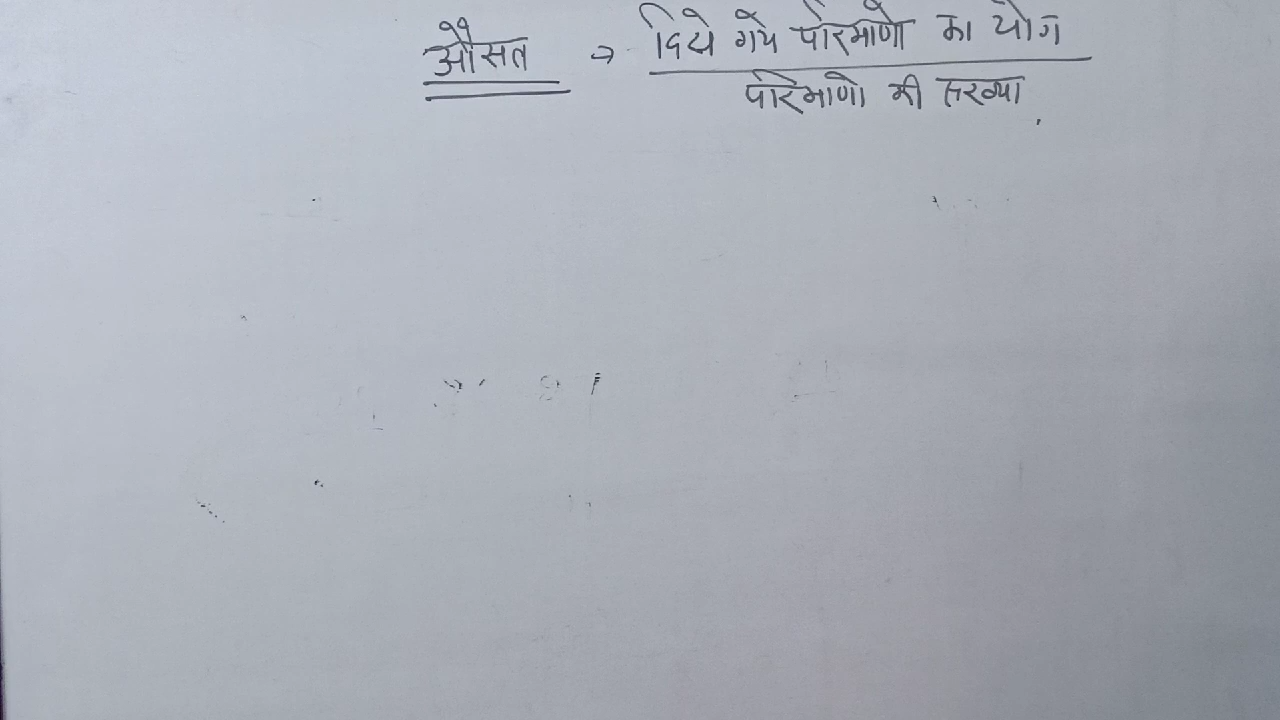 औसत → दिये गये परिमाणो का योग
परिमाणो की संख्या